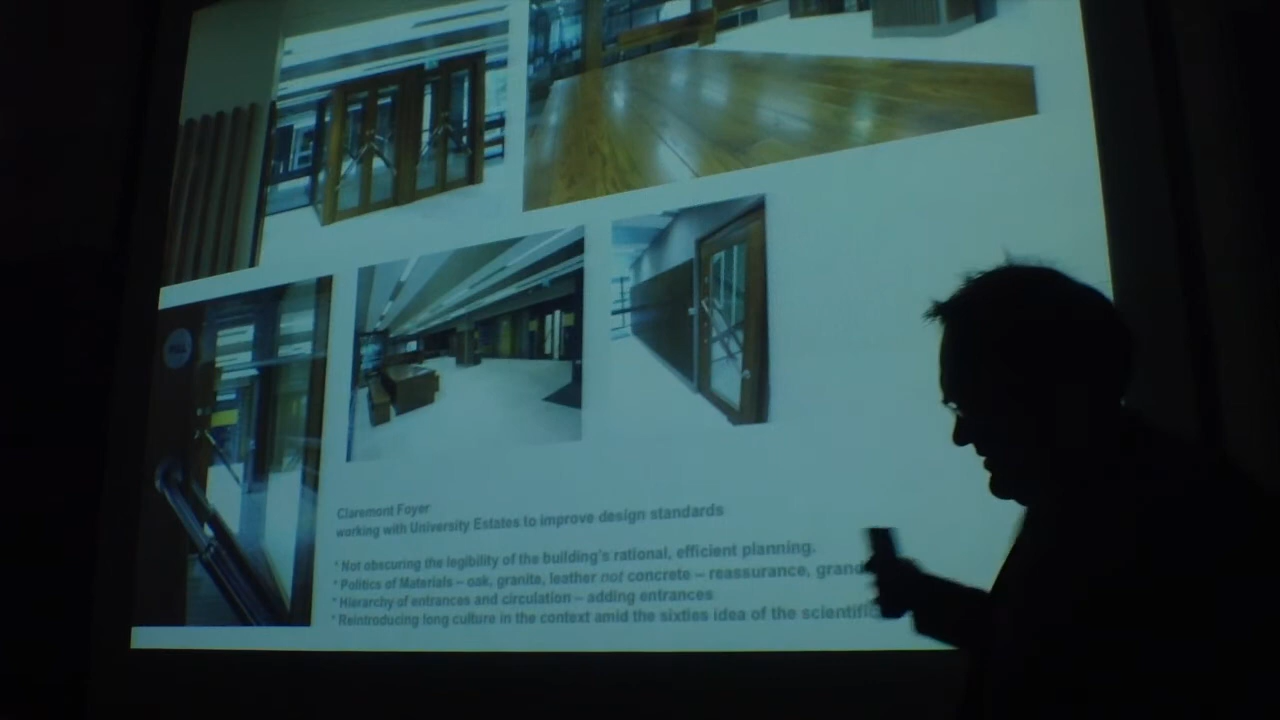 Claremont Foyer
working with University Estates to improve design standards
* Not obscuring the legibility of the building's rational, efficient planning.
* Politics of Materials – oak, granite, leather not concrete – reassurance, grand
* Hierarchy of entrances and circulation – adding entrances
* Reintroducing long culture in the context amid the sixties idea of the scientific